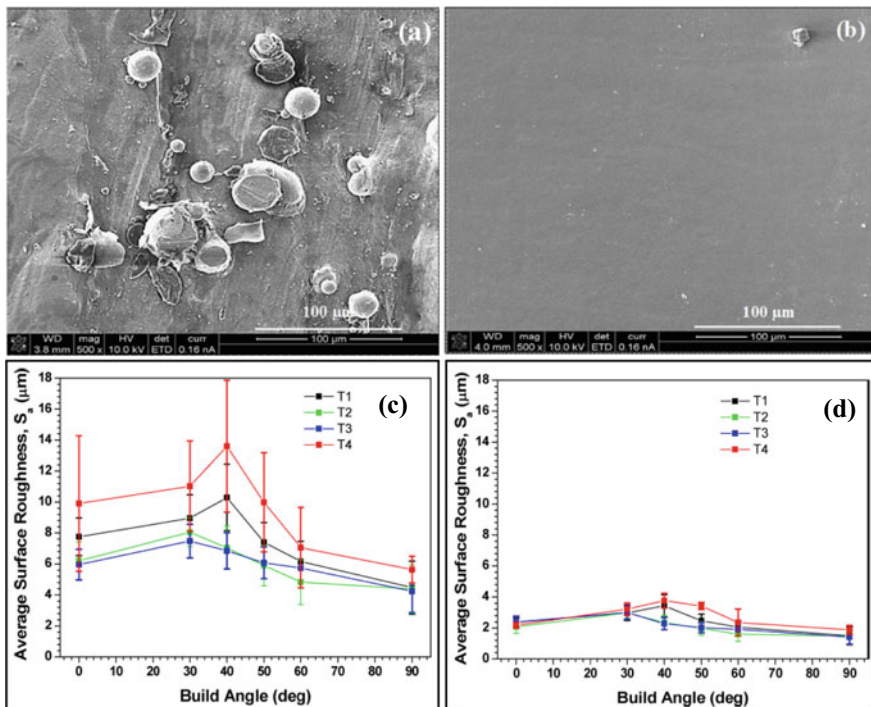 (a)
100 µm
WD mag HV det curr
3.8 mm 500 x 10.0 kV ETD 0.16 nA
100 µm
(b)
100 µm
WD mag HV det curr
4.0 mm 500 x 10.0 kV ETD 0.16 nA
100 µm
(c)
Average Surface Roughness, Sa (µm)
18
16
14
12
10
8
6
4
2
0
T1
T2
T3
T4
0 10 20 30 40 50 60 70 80 90
Build Angle (deg)
(d)
Average Surface Roughness, Sa (µm)
18
16
14
12
10
8
6
4
2
0
T1
T2
T3
T4
0 10 20 30 40 50 60 70 80 90
Build Angle (deg)